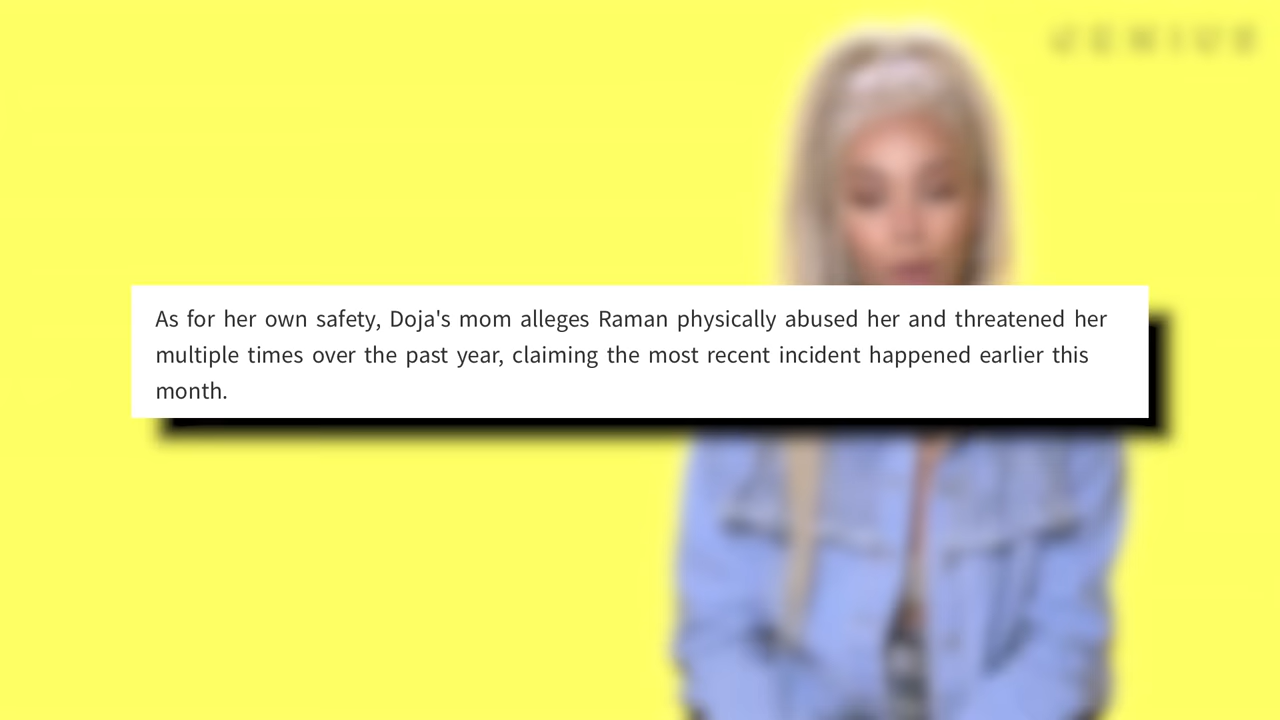 GENIUS
As for her own safety, Doja's mom alleges Raman physically abused her and threatened her
multiple times over the past year, claiming the most recent incident happened earlier this
month.